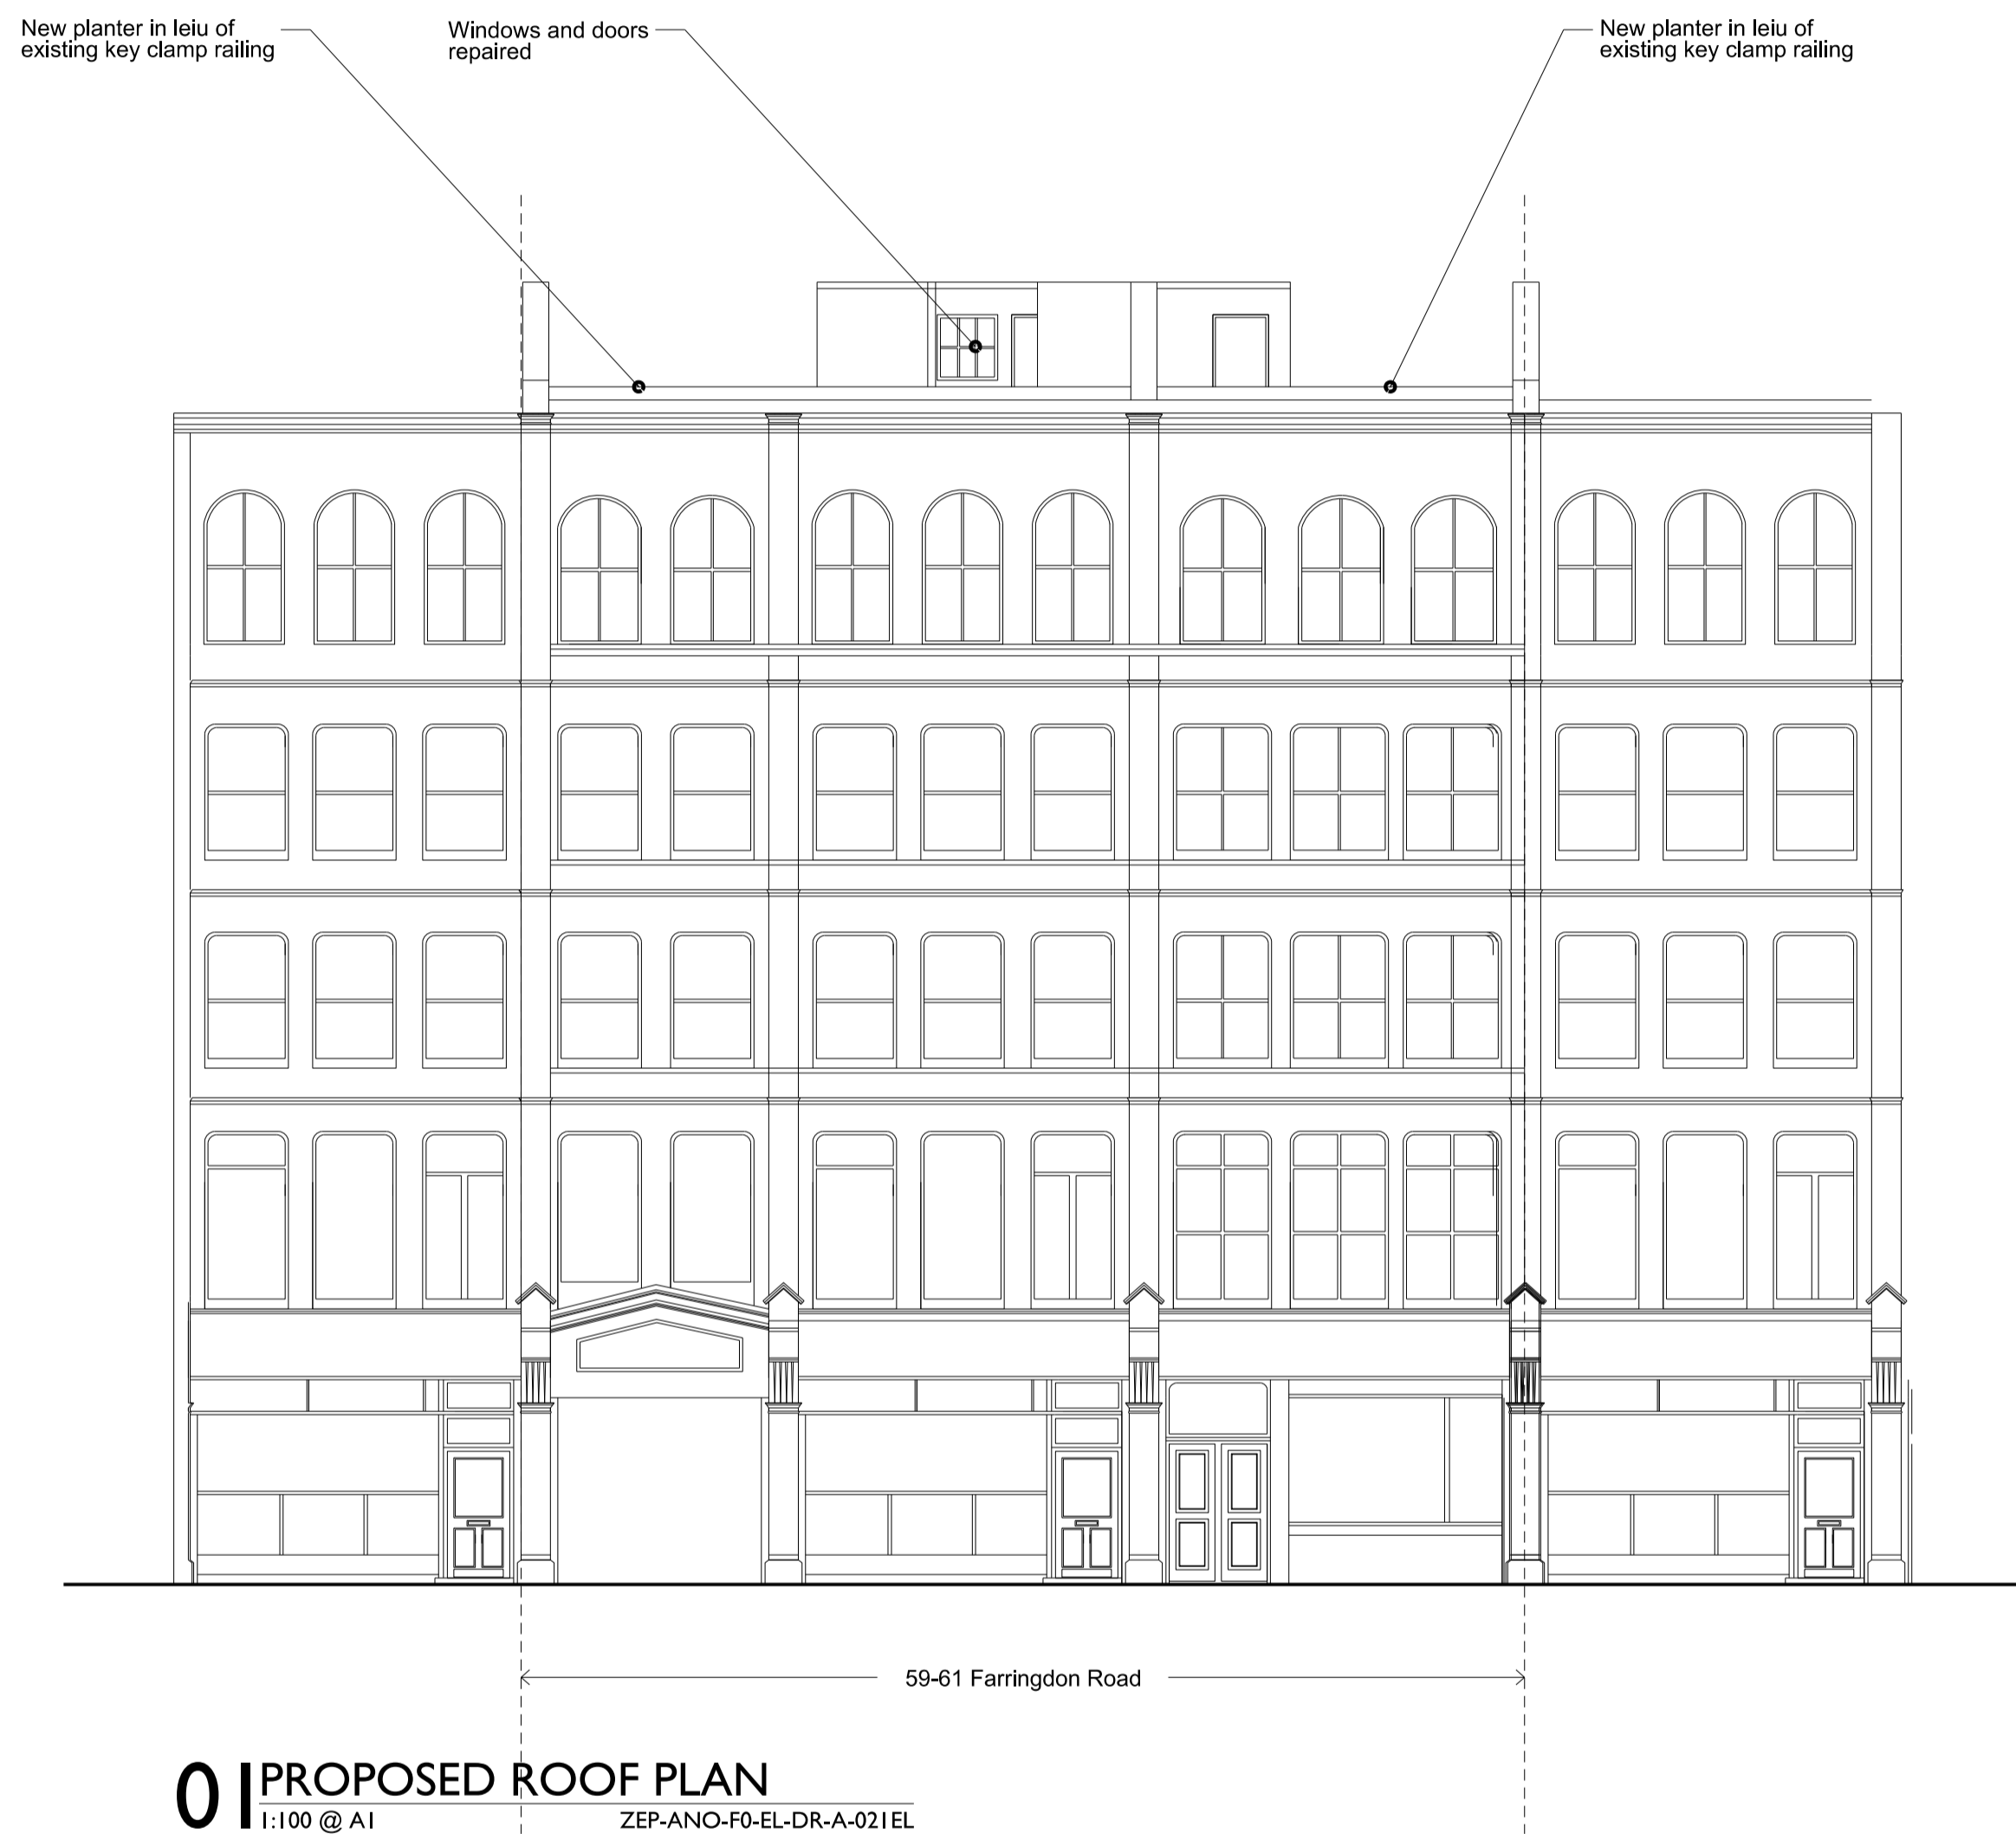 New planter in leiu of
existing key clamp railing
Windows and doors
repaired
New planter in leiu of
existing key clamp railing
59-61 Farringdon Road
01 PROPOSED ROOF PLAN
1:100 @ A1 ZEP-ANO-F0-EL-DR-A-021EL